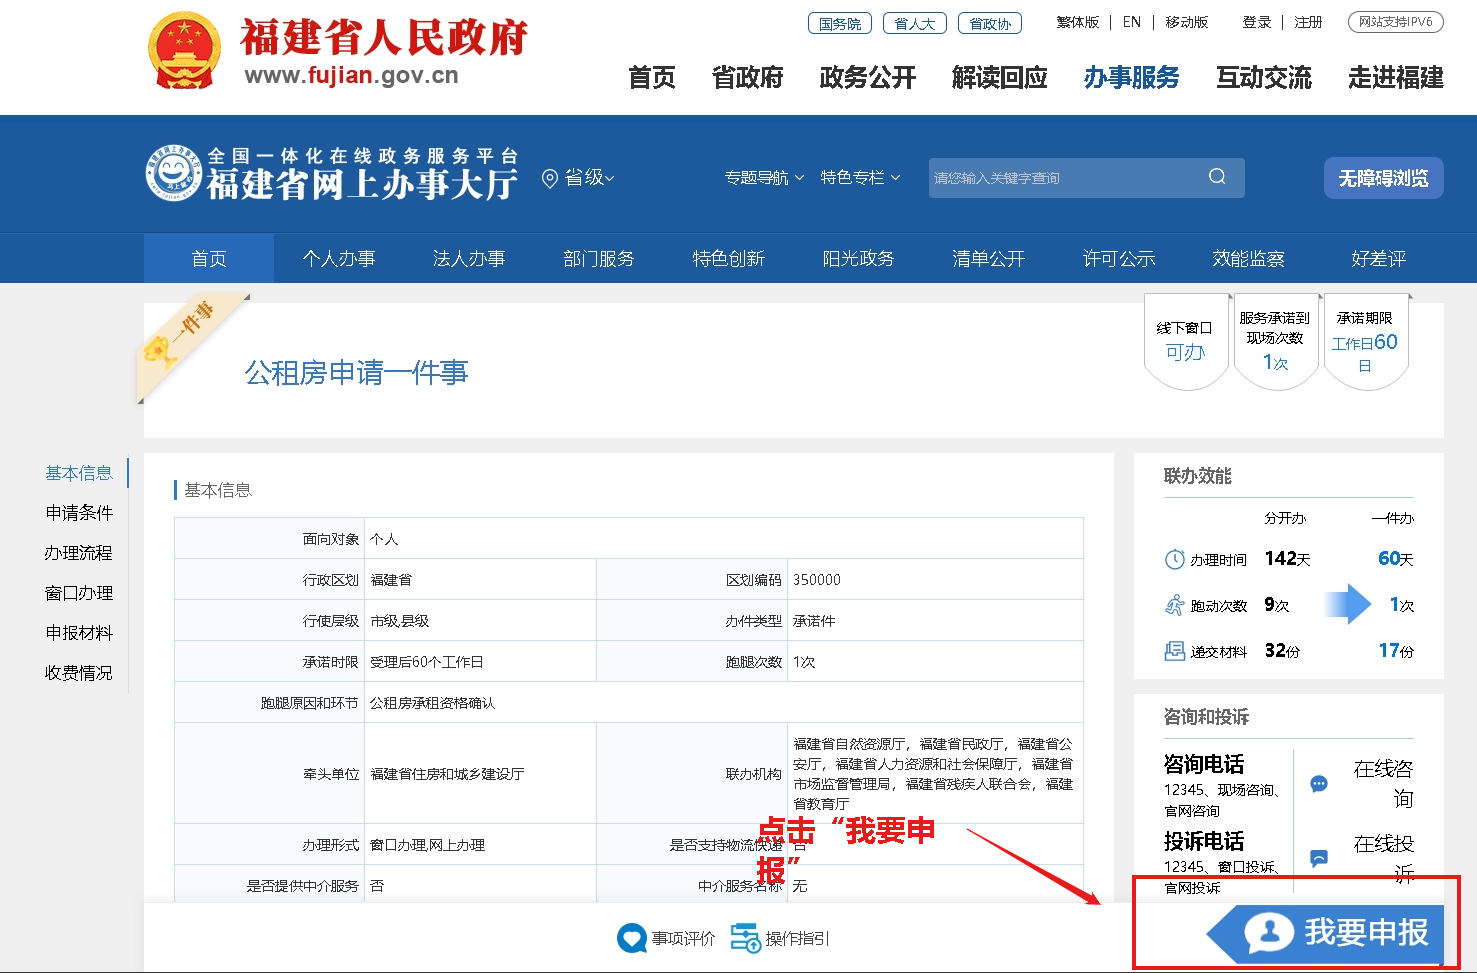 福建省人民政府
www.fujian.gov.cn
国务院 省人大 省政协 繁体版 | EN | 移动版 登录 | 注册 网站支持IPV6
首页 省政府 政务公开 解读回应 办事服务 互动交流 走进福建
全国一体化在线政务服务平台
福建省网上办事大厅
省级
专题导航 特色专栏 请您输入关键字查询 无障碍浏览
首页 个人办事 法人办事 部门服务 特色创新 阳光政务 清单公开 许可公示 效能监察 好差评
一件事
公租房申请一件事
线下窗口
可办
服务承诺到
现场次数
1次
承诺期限
工作日60
日
基本信息
申请条件
办理流程
窗口办理
申报材料
收费情况
基本信息
面向对象 个人
行政区划 福建省 区划编码 350000
行使层级 市级,县级 办件类型 承诺件
承诺时限 受理后60个工作日 跑腿次数 1次
跑腿原因和环节 公租房承租资格确认
牵头单位 福建省住房和城乡建设厅 联办机构
福建省自然资源厅，福建省民政厅，福建省公
安厅，福建省人力资源和社会保障厅，福建省
市场监督管理局，福建省残疾人联合会，福建
省教育厅
办理形式 窗口办理,网上办理 是否支持物流快递 否
是否提供中介服务 否 中介服务名称 无
点击“我要申
报”
联办效能
分开办 一件办
办理时间 142天 60天
跑动次数 9次 1次
递交材料 32份 17份
咨询和投诉
咨询电话
12345、现场咨询、
官网咨询
在线咨
询
投诉电话
12345、窗口投诉、
官网投诉
在线投
诉
事项评价 操作指引
我要申报